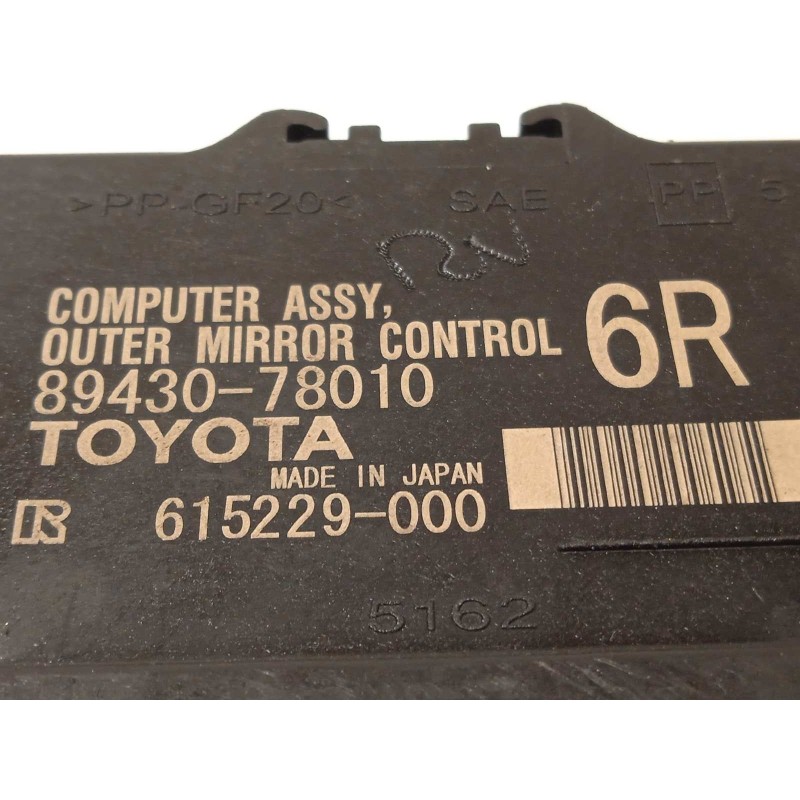 >PP-GF20< SAE PP 5
COMPUTER ASSY,
OUTER MIRROR CONTROL 6R
89430-78010
TOYOTA
MADE IN JAPAN
R 615229-000
5162